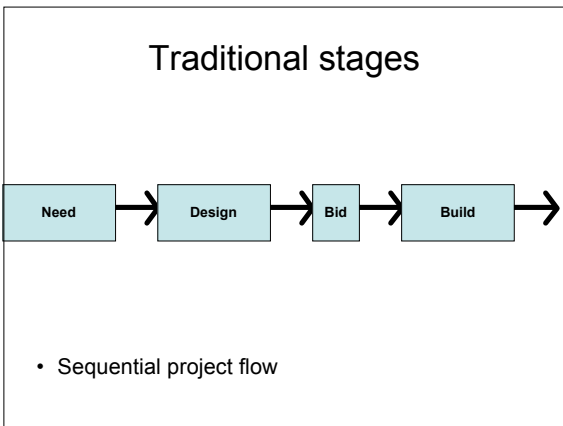 Traditional stages
Need Design Bid Build
• Sequential project flow